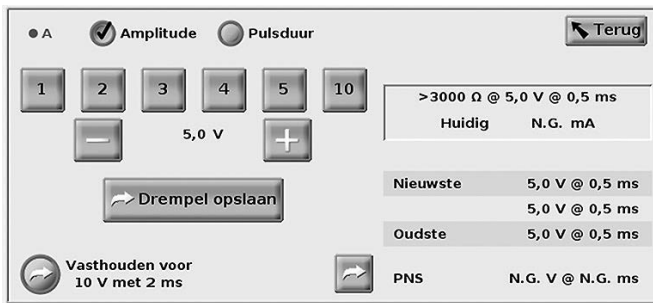 A Amplitude Pulsduur Terug
1 2 3 4 5 10
− 5,0 V +
Drempel opslaan
Vasthouden voor
10 V met 2 ms
>3000 Ω @ 5,0 V @ 0,5 ms
Huidig N.G. mA
Nieuwste 5,0 V @ 0,5 ms
5,0 V @ 0,5 ms
Oudste 5,0 V @ 0,5 ms
PNS N.G. V @ N.G. ms